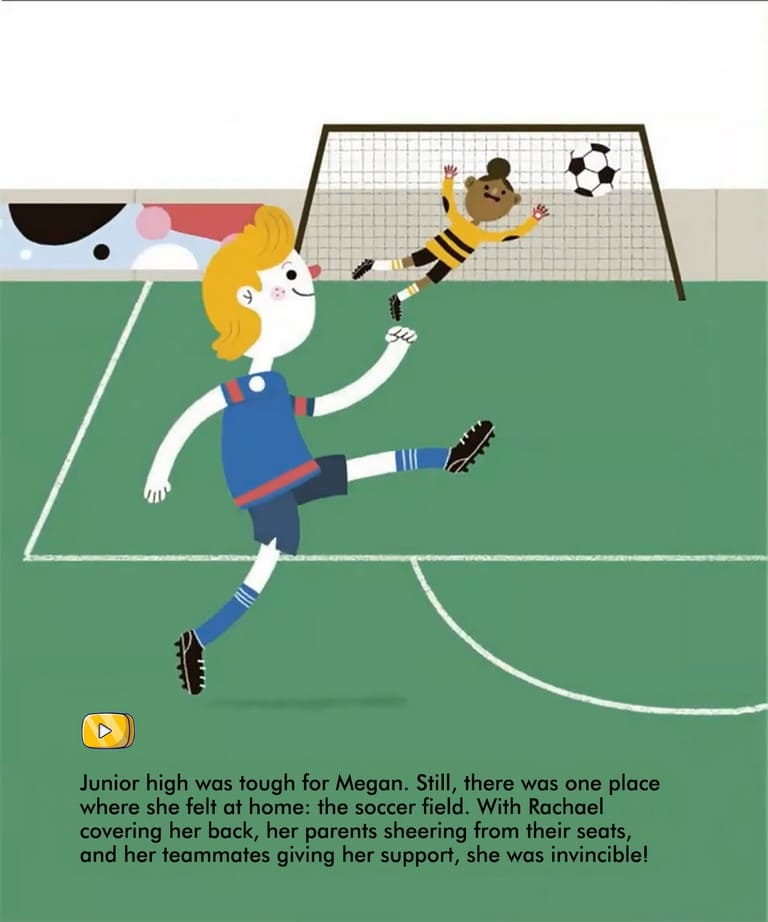 Junior high was tough for Megan. Still, there was one place
where she felt at home: the soccer field. With Rachael
covering her back, her parents sheering from their seats,
and her teammates giving her support, she was invincible!